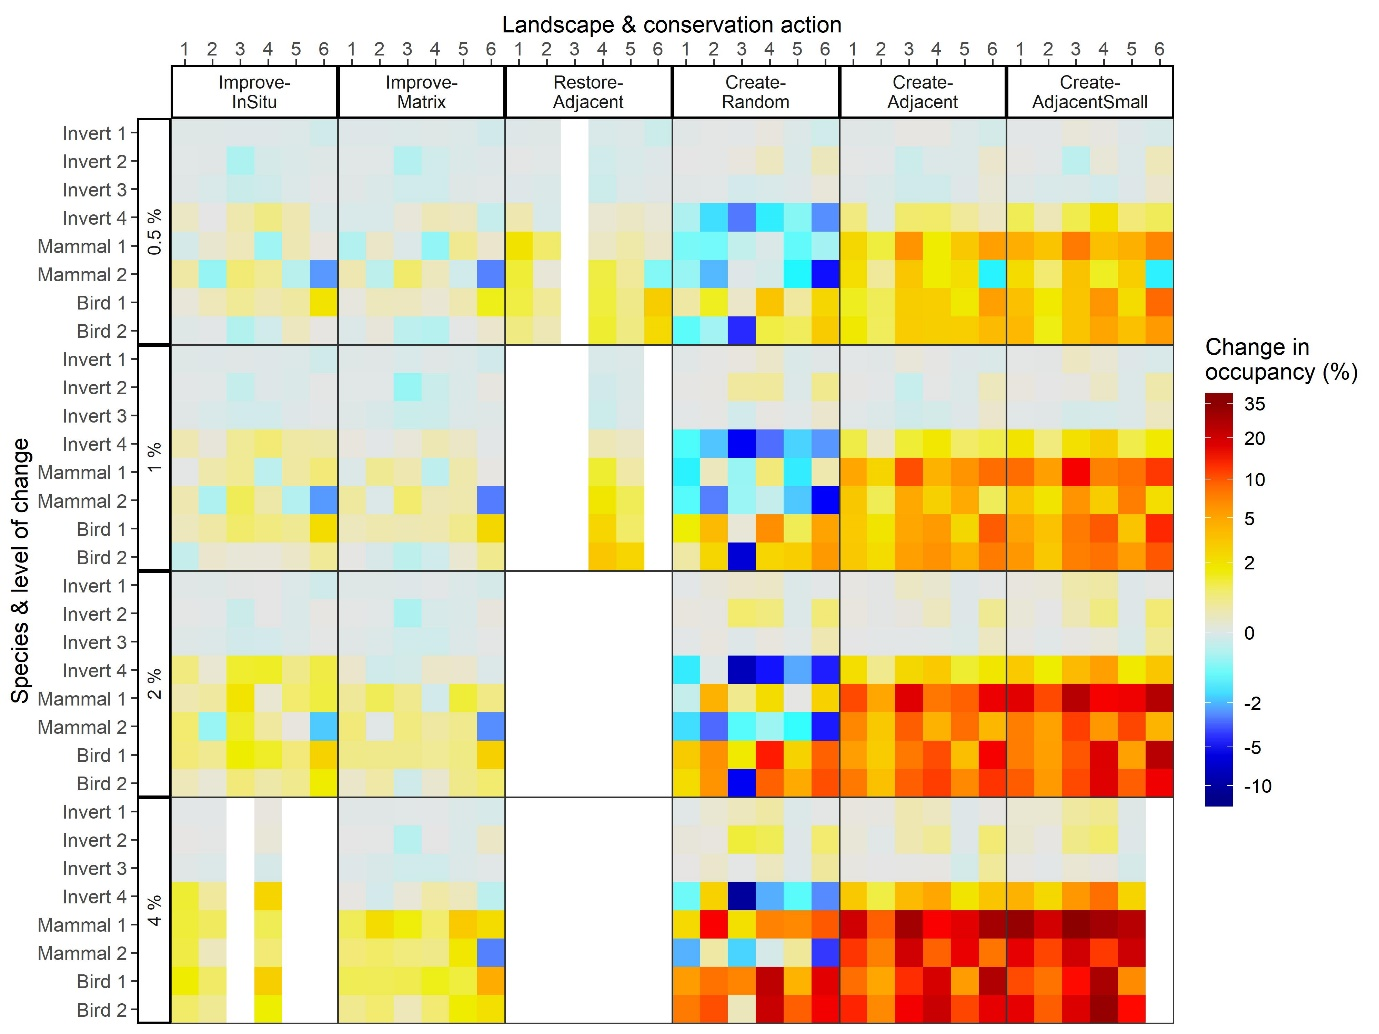 Landscape & conservation action
1 2 3 4 5 6 1 2 3 4 5 6 1 2 3 4 5 6 1 2 3 4 5 6 1 2 3 4 5 6 1 2 3 4 5 6
Improve- Improve- Restore- Create- Create- Create-
InSitu Matrix Adjacent Random Adjacent AdjacentSmall
Species & level of change
0.5 %
Invert 1
Invert 2
Invert 3
Invert 4
Mammal 1
Mammal 2
Bird 1
Bird 2
1 %
Invert 1
Invert 2
Invert 3
Invert 4
Mammal 1
Mammal 2
Bird 1
Bird 2
2 %
Invert 1
Invert 2
Invert 3
Invert 4
Mammal 1
Mammal 2
Bird 1
Bird 2
4 %
Invert 1
Invert 2
Invert 3
Invert 4
Mammal 1
Mammal 2
Bird 1
Bird 2
Change in
occupancy (%)
35
20
10
5
2
0
-2
-5
-10